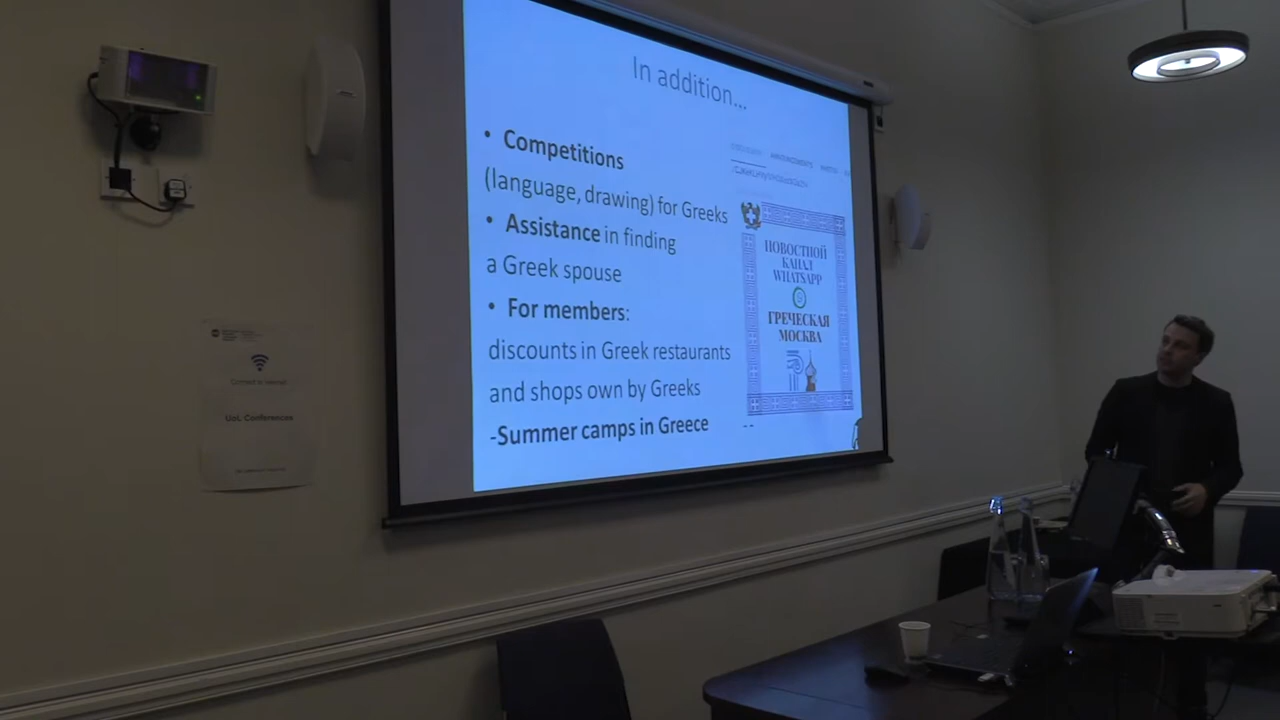 In addition...
• Competitions
(language, drawing) for Greeks
• Assistance in finding
a Greek spouse
• For members:
discounts in Greek restaurants
and shops own by Greeks
-Summer camps in Greece
НОВОСТНОЙ
КАНАЛ
WHATSAPP
ГРЕЧЕСКАЯ
МОСКВА
UoL Conferences